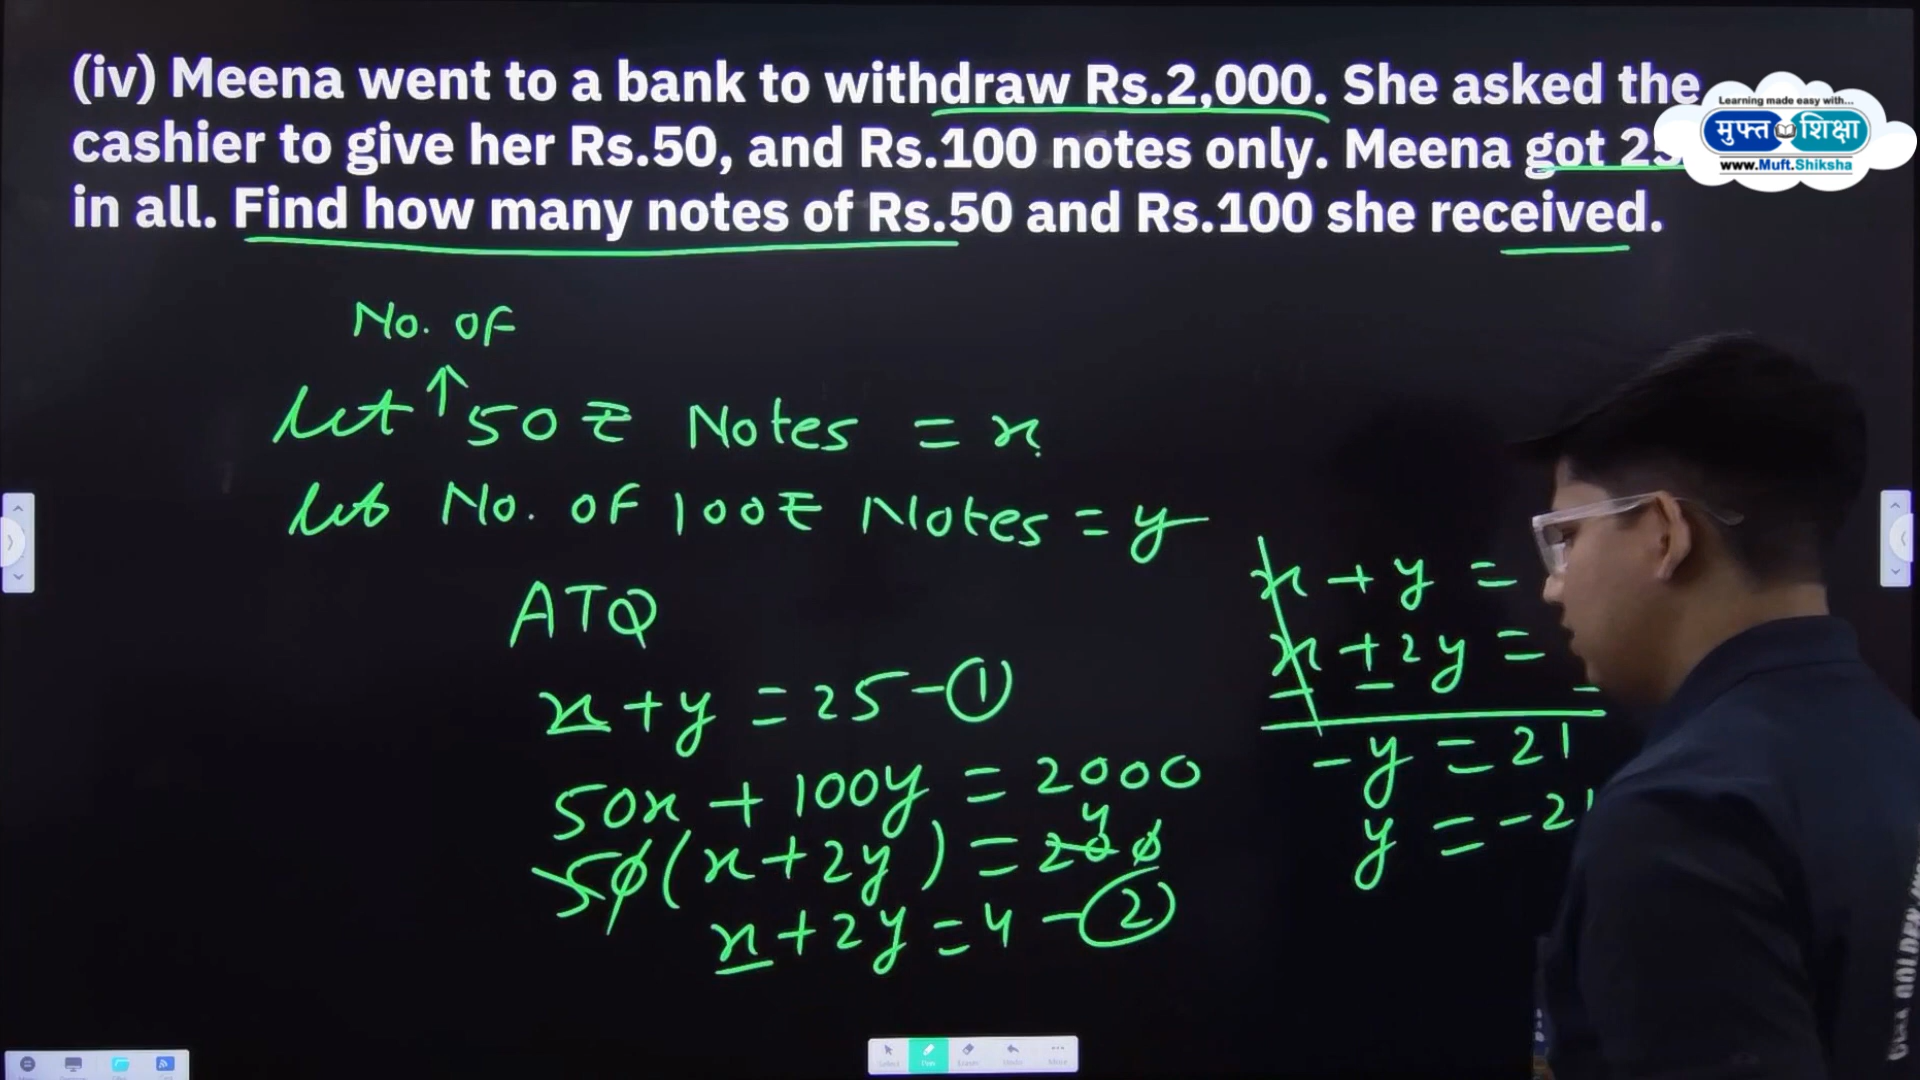 (iv) Meena went to a bank to withdraw Rs.2,000. She asked the
cashier to give her Rs.50, and Rs.100 notes only. Meena got 25
in all. Find how many notes of Rs.50 and Rs.100 she received.
Learning made easy with...
मुफ्त शिक्षा
www.Muft.Shiksha
No. of
let ↑ 50 ₹ Notes = x
let No. of 100₹ Notes = y
ATQ
x + y = 25 - ①
50x + 100y = 2000
50(x + 2y) = 200
4
x + 2y = 4 - ②
x + y =
x + 2y =
- - -
-y = 21
y = -21